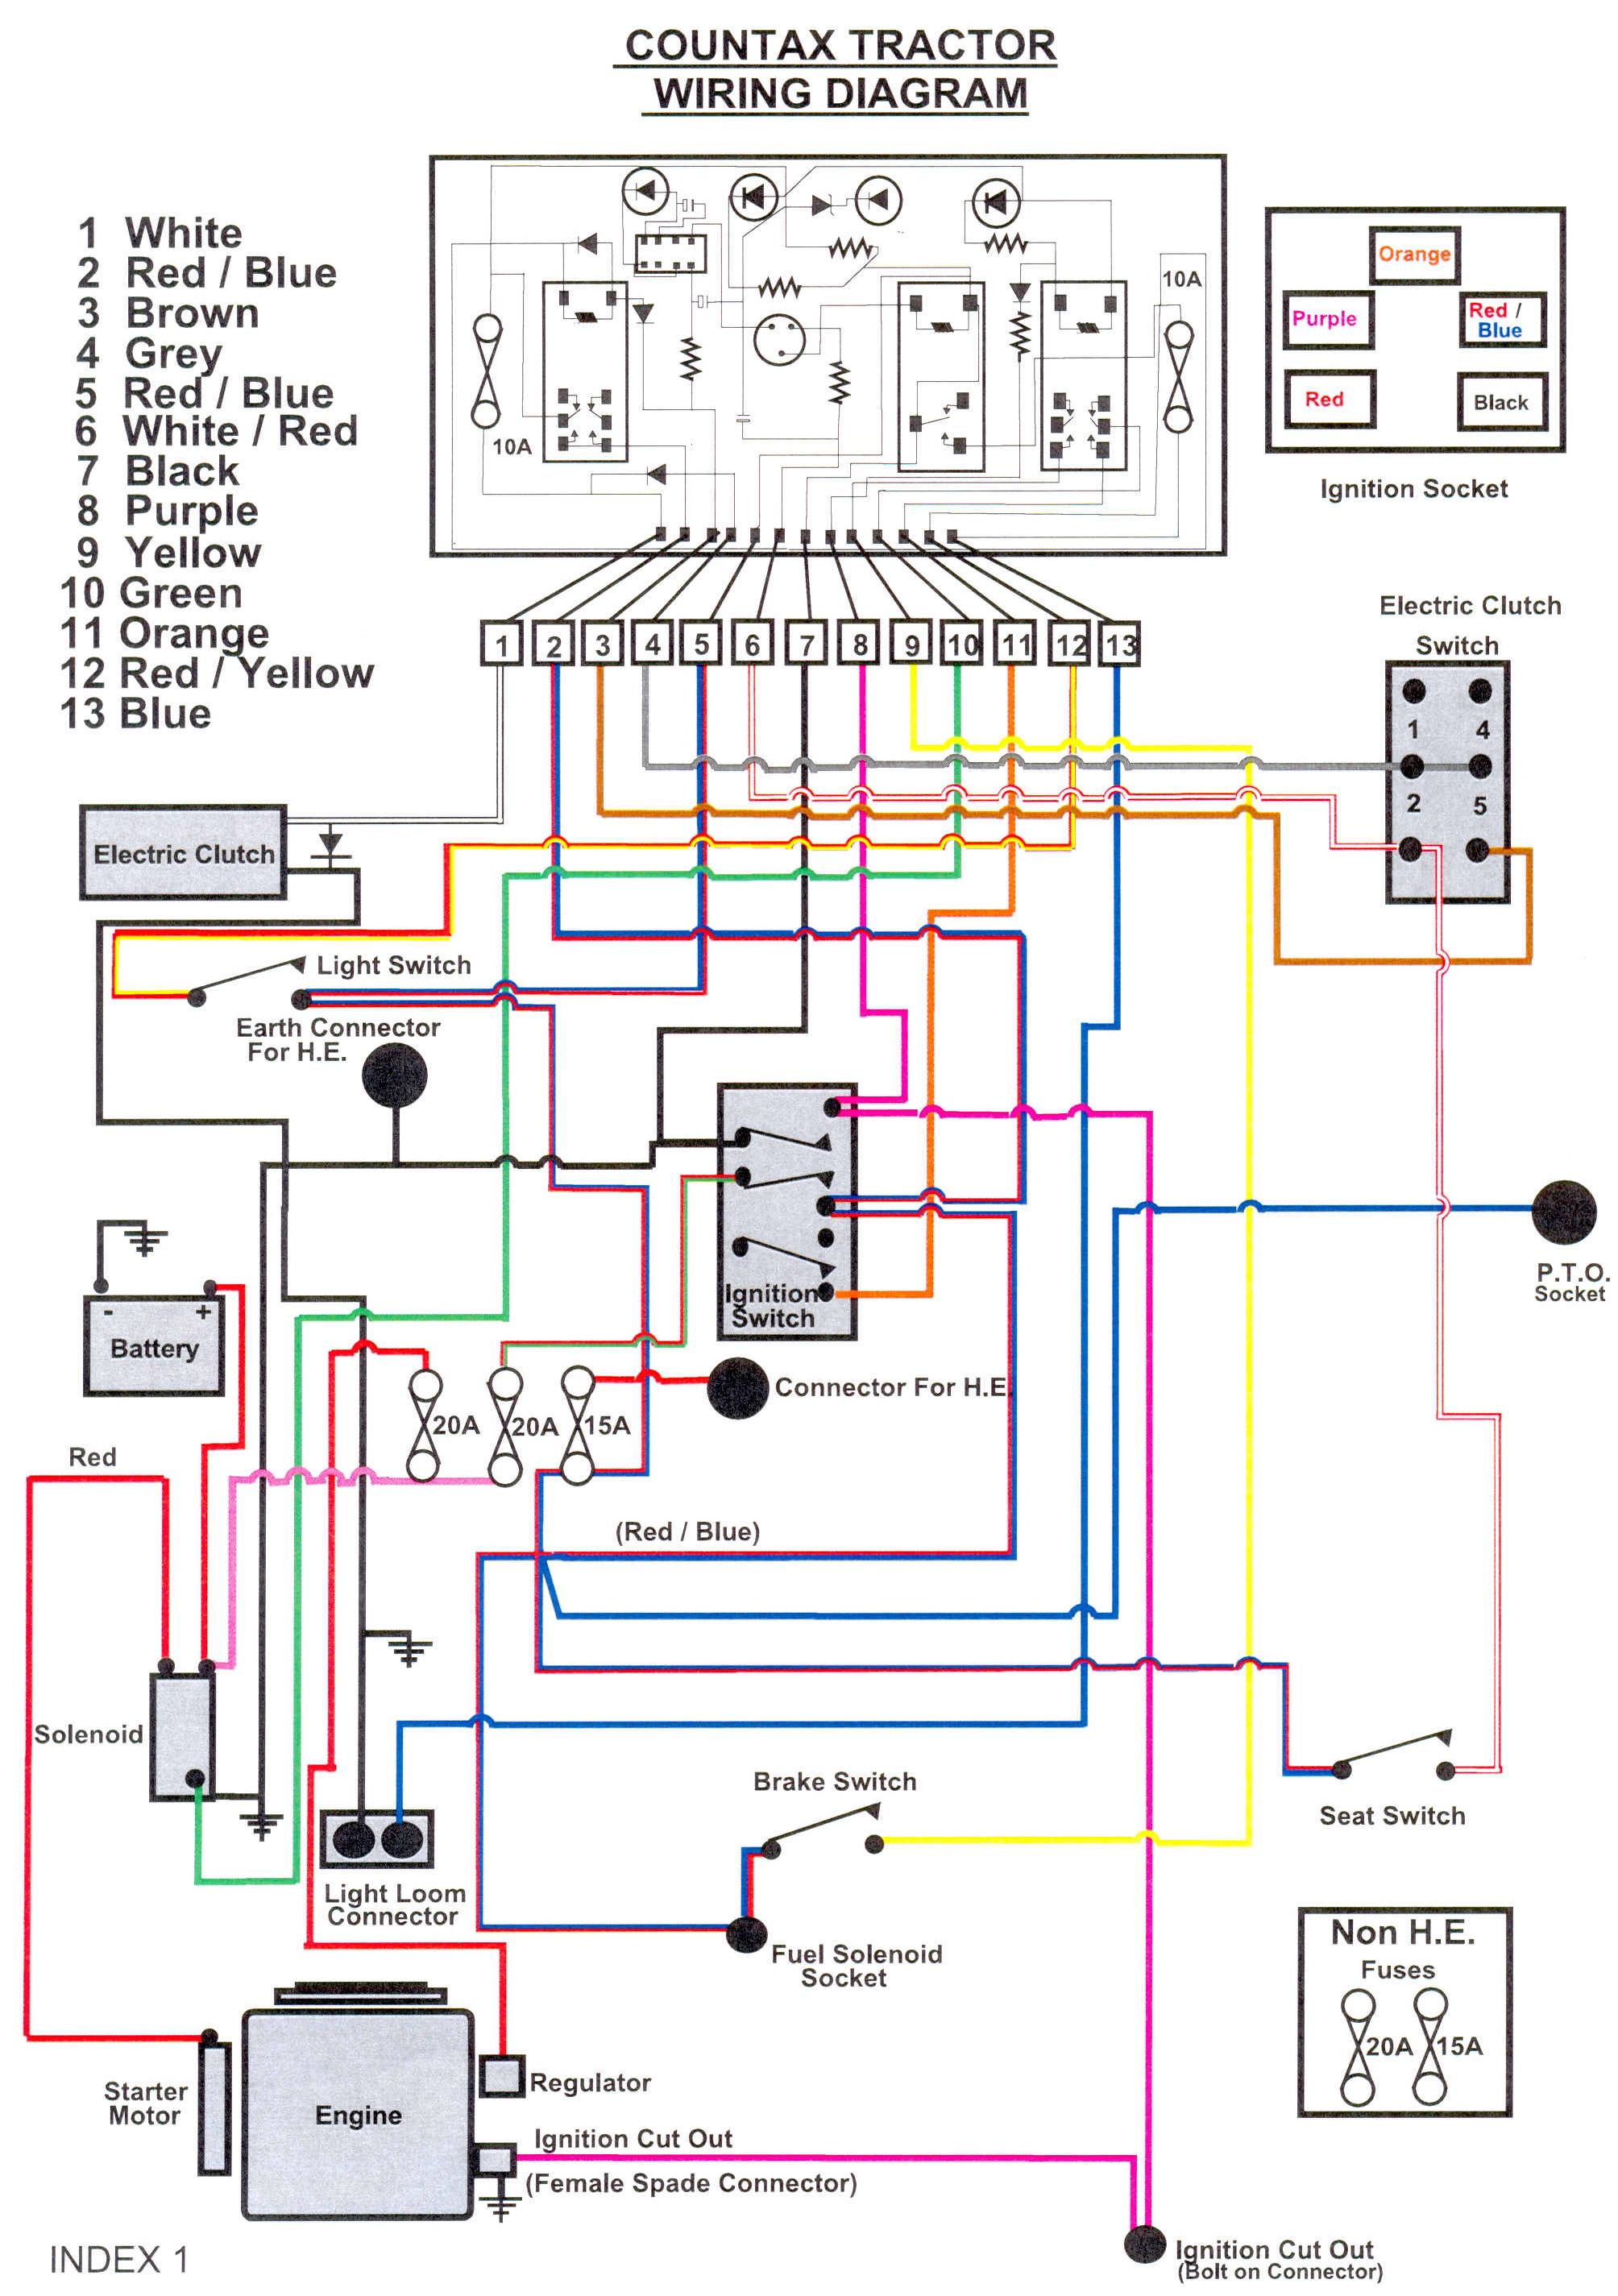 COUNTAX TRACTOR
WIRING DIAGRAM
1 White
2 Red / Blue
3 Brown
4 Grey
5 Red / Blue
6 White / Red
7 Black
8 Purple
9 Yellow
10 Green
11 Orange
12 Red / Yellow
13 Blue
10A
10A
Orange
Purple
Red /
Blue
Red
Black
Ignition Socket
1 2 3 4 5 6 7 8 9 10 11 12 13
Electric Clutch
Switch
1 4
2 5
Electric Clutch
Light Switch
Earth Connector
For H.E.
Ignition
Switch
P.T.O.
Socket
- +
Battery
20A
20A
15A
Connector For H.E.
Red
(Red / Blue)
Solenoid
Brake Switch
Seat Switch
Light Loom
Connector
Fuel Solenoid
Socket
Non H.E.
Fuses
20A
15A
Starter
Motor
Engine
Regulator
Ignition Cut Out
(Female Spade Connector)
Ignition Cut Out
(Bolt on Connector)
INDEX 1